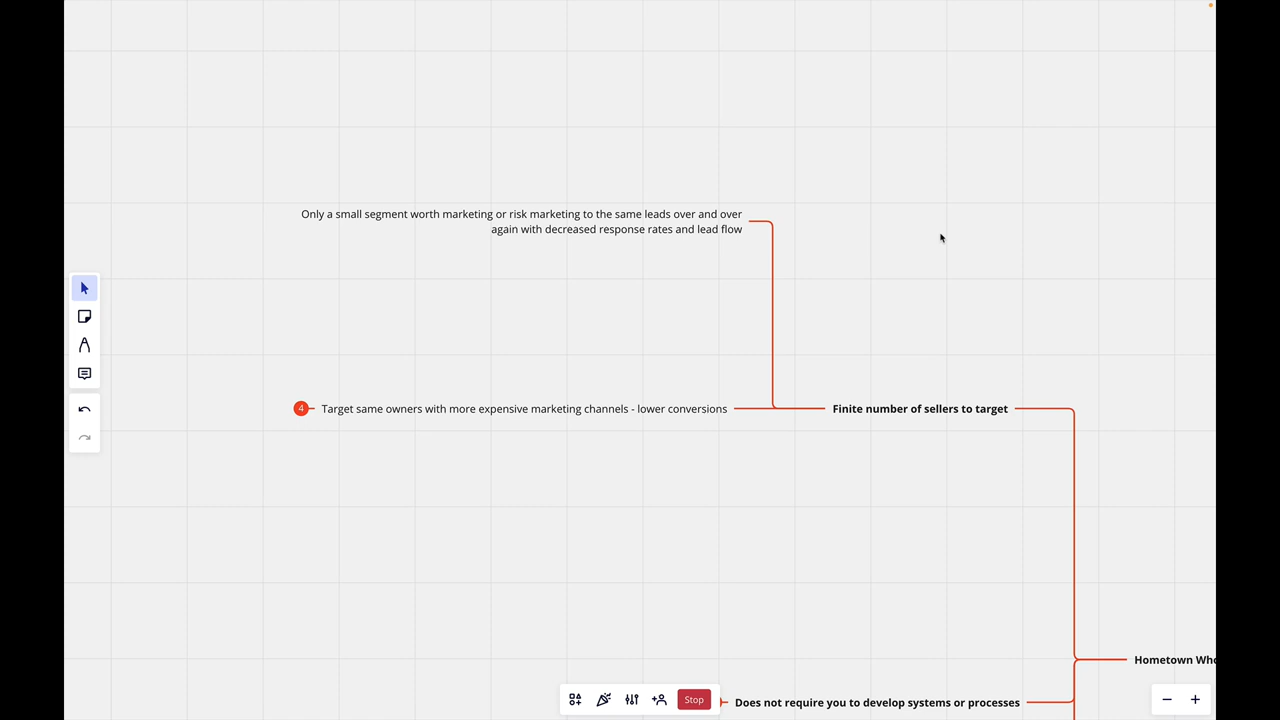 Only a small segment worth marketing or risk marketing to the same leads over and over
again with decreased response rates and lead flow
4
Target same owners with more expensive marketing channels - lower conversions
Finite number of sellers to target
Hometown Who
Does not require you to develop systems or processes
Stop